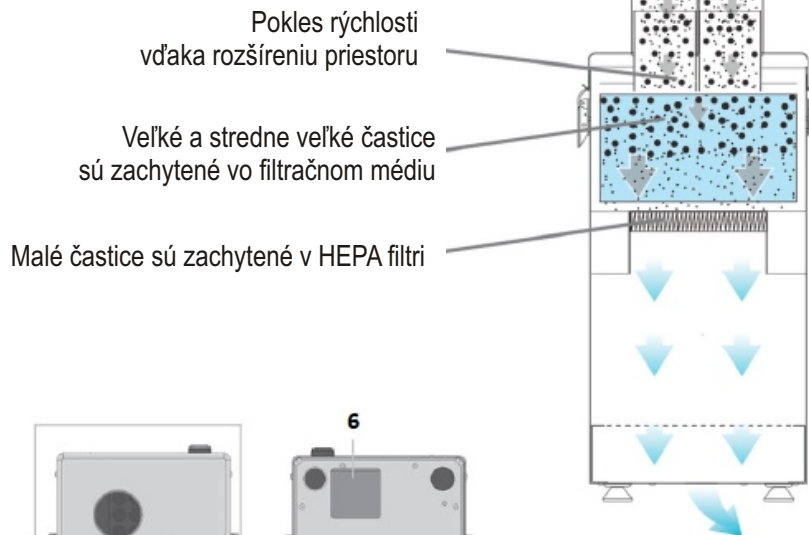 Pokles rýchlosti
vďaka rozšíreniu priestoru
Veľké a stredne veľké častice
sú zachytené vo filtračnom médiu
Malé častice sú zachytené v HEPA filtri
6